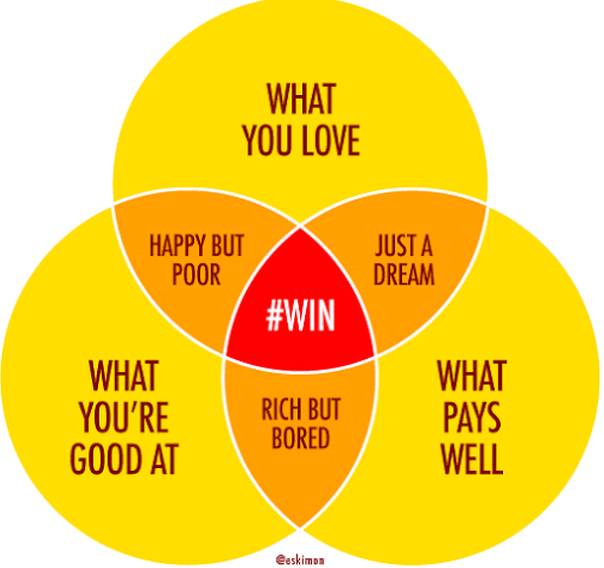 WHAT
YOU LOVE
HAPPY BUT
POOR
JUST A
DREAM
#WIN
WHAT
YOU'RE
GOOD AT
RICH BUT
BORED
WHAT
PAYS
WELL
@eskimon